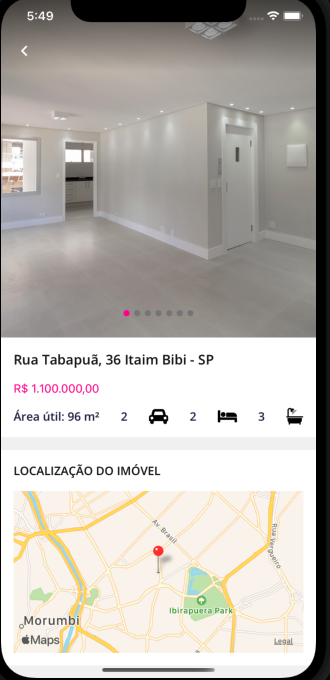 5:49
Rua Tabapuã, 36 Itaim Bibi - SP
R$ 1.100.000,00
Área útil: 96 m² 2 2 3
LOCALIZAÇÃO DO IMÓVEL
Av. Brasil
Rua Vergueiro
Ibirapuera Park
Morumbi
Maps
Legal